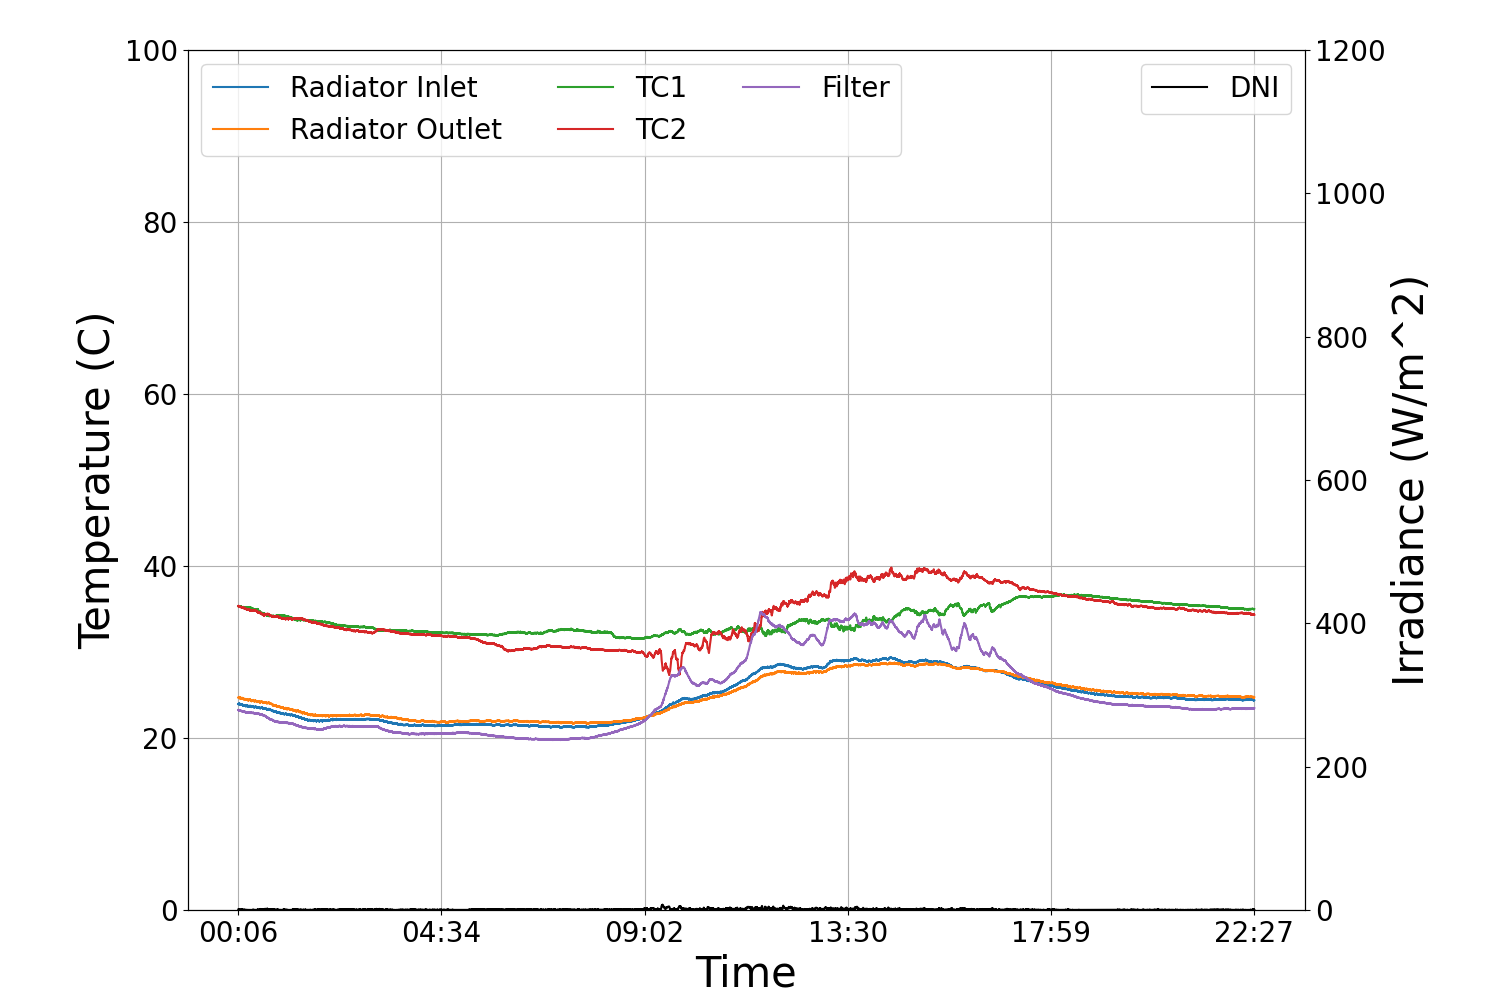 Radiator Inlet TC1 Filter
Radiator Outlet TC2
DNI
Temperature (C)
100
80
60
40
20
0
Irradiance (W/m^2)
1200
1000
800
600
400
200
0
00:06 04:34 09:02 13:30 17:59 22:27
Time